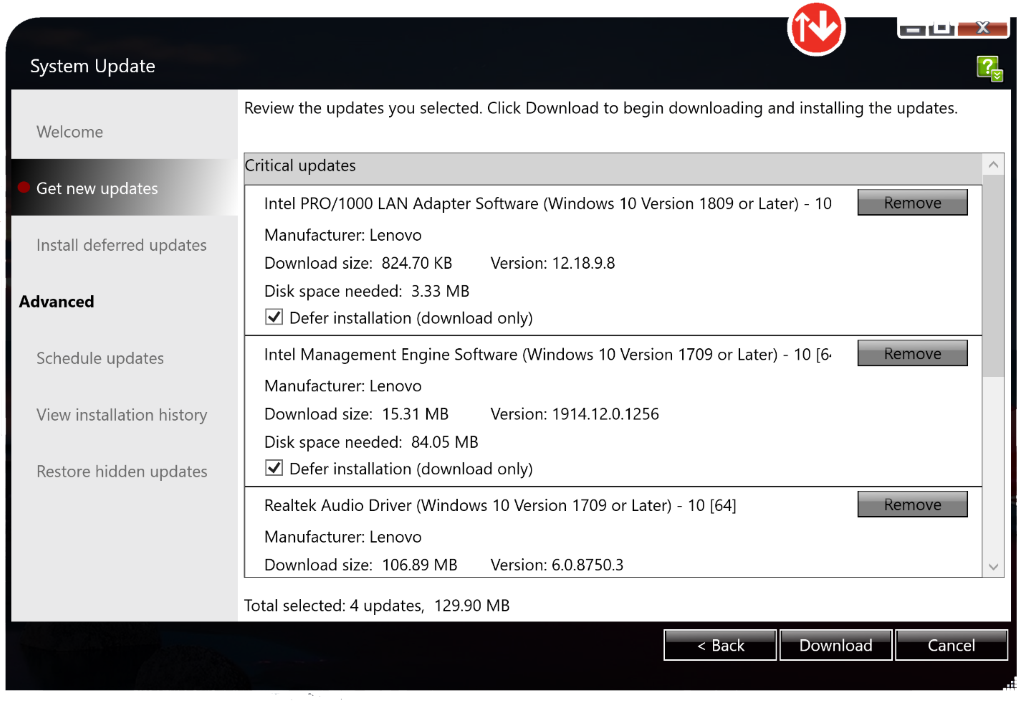 System Update
Welcome
Get new updates
Install deferred updates
Advanced
Schedule updates
View installation history
Restore hidden updates
Review the updates you selected. Click Download to begin downloading and installing the updates.
Critical updates
Intel PRO/1000 LAN Adapter Software (Windows 10 Version 1809 or Later) - 10
Remove
Manufacturer: Lenovo
Download size: 824.70 KB Version: 12.18.9.8
Disk space needed: 3.33 MB
Defer installation (download only)
Intel Management Engine Software (Windows 10 Version 1709 or Later) - 10 [6
Remove
Manufacturer: Lenovo
Download size: 15.31 MB Version: 1914.12.0.1256
Disk space needed: 84.05 MB
Defer installation (download only)
Realtek Audio Driver (Windows 10 Version 1709 or Later) - 10 [64]
Remove
Manufacturer: Lenovo
Download size: 106.89 MB Version: 6.0.8750.3
Total selected: 4 updates, 129.90 MB
< Back
Download
Cancel